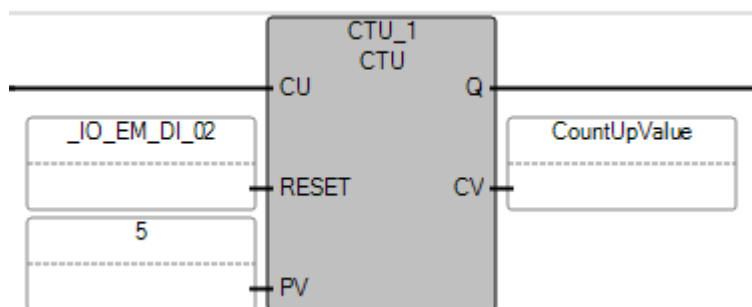 CTU_1
CTU
CU Q
_IO_EM_DI_02 CountUpValue
RESET CV
5
PV